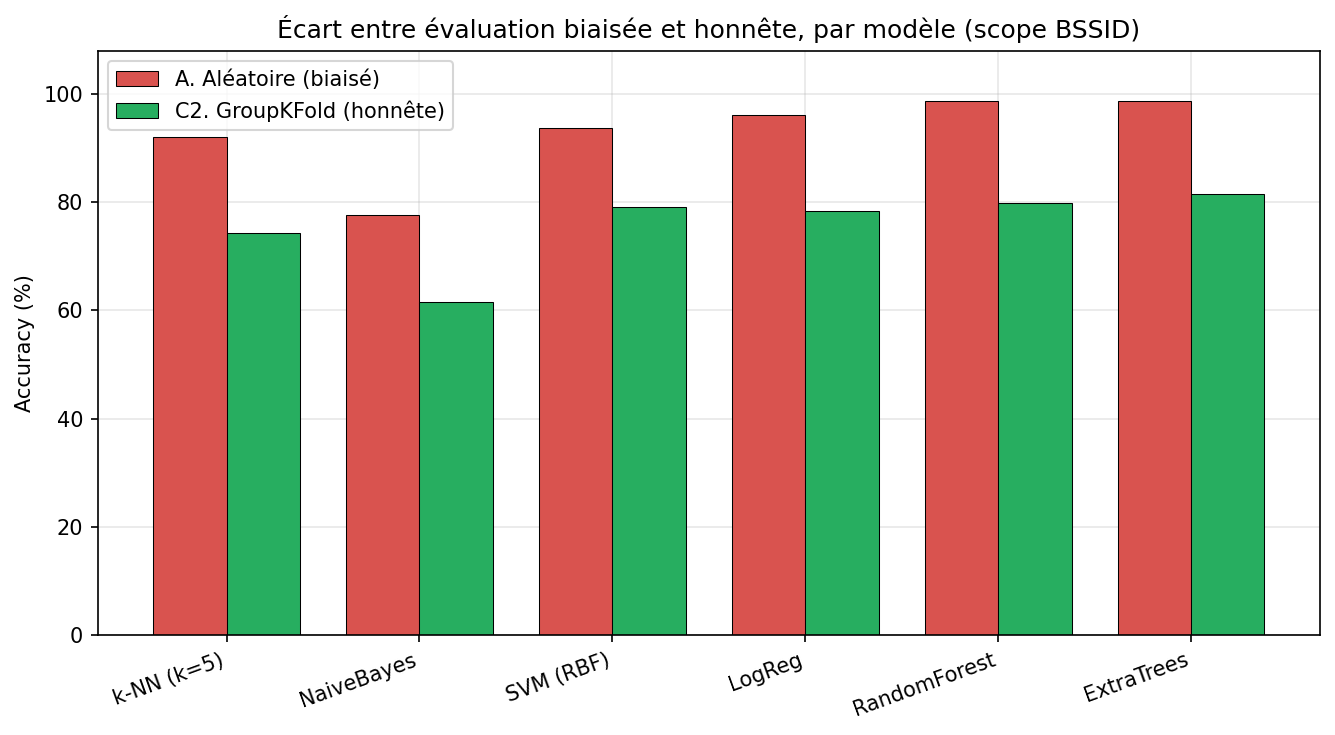 Écart entre évaluation biaisée et honnête, par modèle (scope BSSID)
A. Aléatoire (biaisé)
C2. GroupKFold (honnête)
Accuracy (%)
100
80
60
40
20
0
k-NN (k=5)
NaiveBayes
SVM (RBF)
LogReg
RandomForest
ExtraTrees